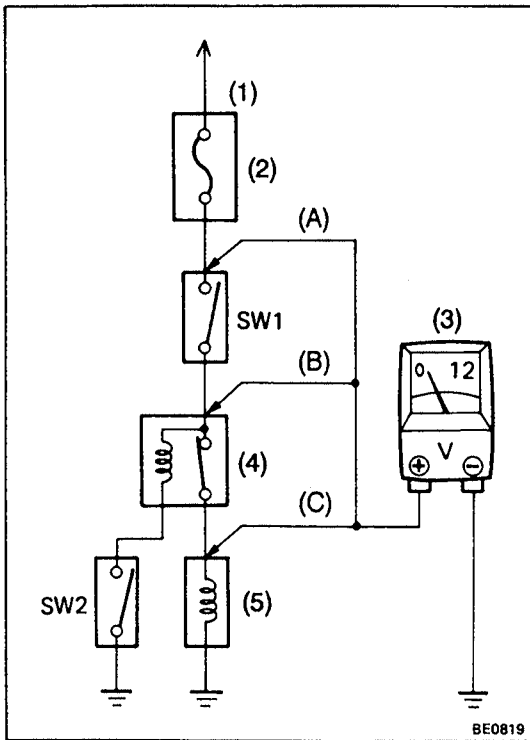 (1)
(2)
(A)
SW1
(3)
0 12
V
+ −
(B)
(4)
(C)
SW2
(5)
BE0819